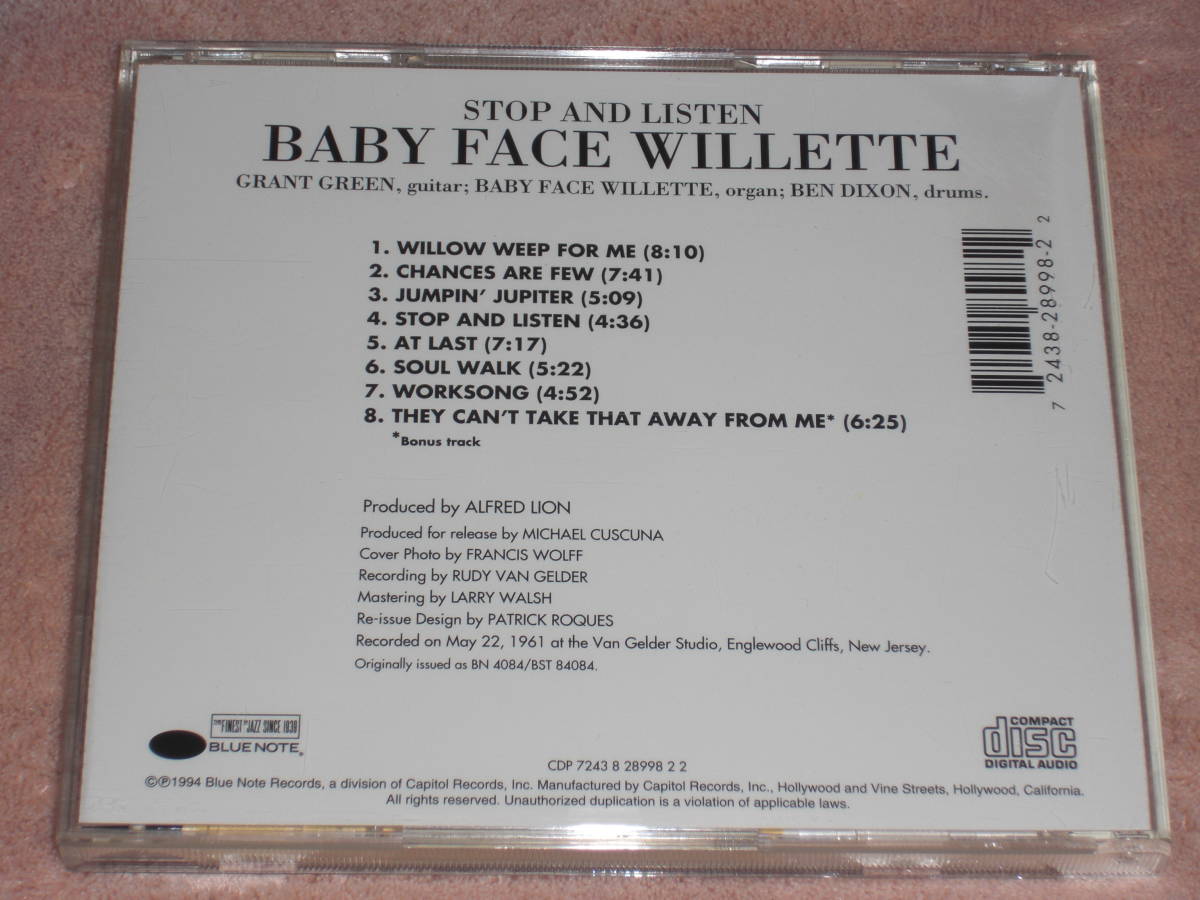 STOP AND LISTEN
BABY FACE WILLETTE
GRANT GREEN, guitar; BABY FACE WILLETTE, organ; BEN DIXON, drums.
1. WILLOW WEEP FOR ME (8:10)
2. CHANCES ARE FEW (7:41)
3. JUMPIN' JUPITER (5:09)
4. STOP AND LISTEN (4:36)
5. AT LAST (7:17)
6. SOUL WALK (5:22)
7. WORKSONG (4:52)
8. THEY CAN'T TAKE THAT AWAY FROM ME* (6:25)
*Bonus track
7 2438-28998-2 2
Produced by ALFRED LION
Produced for release by MICHAEL CUSCUNA
Cover Photo by FRANCIS WOLFF
Recording by RUDY VAN GELDER
Mastering by LARRY WALSH
Re-issue Design by PATRICK ROQUES
Recorded on May 22, 1961 at the Van Gelder Studio, Englewood Cliffs, New Jersey.
Originally issued as BN 4084/BST 84084.
THE FINEST IN JAZZ SINCE 1939
BLUE NOTE®
COMPACT
disc
DIGITAL AUDIO
CDP 7243 8 28998 2 2
©℗1994 Blue Note Records, a division of Capitol Records, Inc. Manufactured by Capitol Records, Inc., Hollywood and Vine Streets, Hollywood, California.
All rights reserved. Unauthorized duplication is a violation of applicable laws.